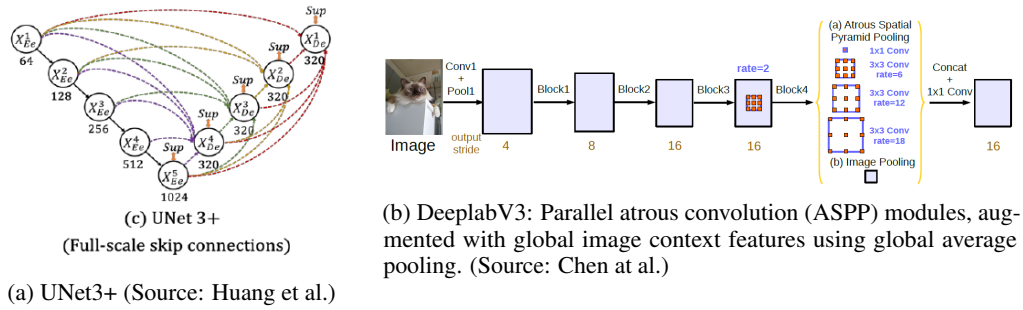 Sup
X¹Ee
X¹De
64
320
Sup
X²Ee
X²De
128
320
Sup
X³Ee
X³De
256
320
Sup
X⁴Ee
X⁴De
512
320
Sup
X⁵Ee
1024
(c) UNet 3+
(Full-scale skip connections)
(a) UNet3+ (Source: Huang et al.)
Image
Conv1
+
Pool1
output
stride
4
Block1
8
Block2
16
Block3
rate=2
16
Block4
(a) Atrous Spatial
Pyramid Pooling
1x1 Conv
3x3 Conv
rate=6
3x3 Conv
rate=12
3x3 Conv
rate=18
(b) Image Pooling
Concat
+
1x1 Conv
16
(b) DeeplabV3: Parallel atrous convolution (ASPP) modules, aug-
mented with global image context features using global average
pooling. (Source: Chen at al.)